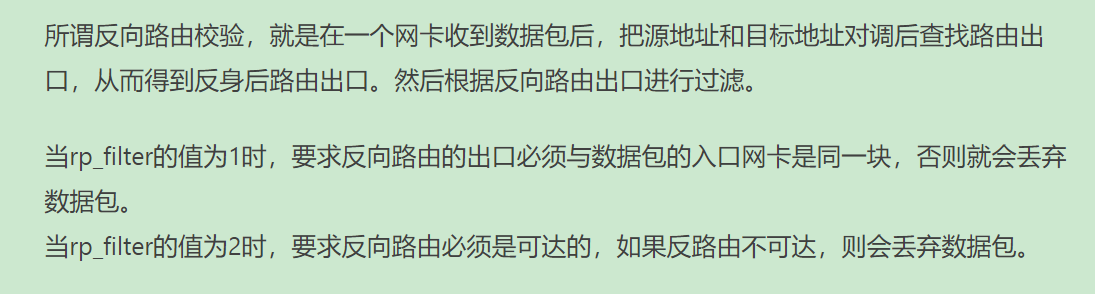 所谓反向路由校验，就是在一个网卡收到数据包后，把源地址和目标地址对调后查找路由出
口，从而得到反身后路由出口。然后根据反向路由出口进行过滤。
当rp_filter的值为1时，要求反向路由的出口必须与数据包的入口网卡是同一块，否则就会丢弃
数据包。
当rp_filter的值为2时，要求反向路由必须是可达的，如果反路由不可达，则会丢弃数据包。